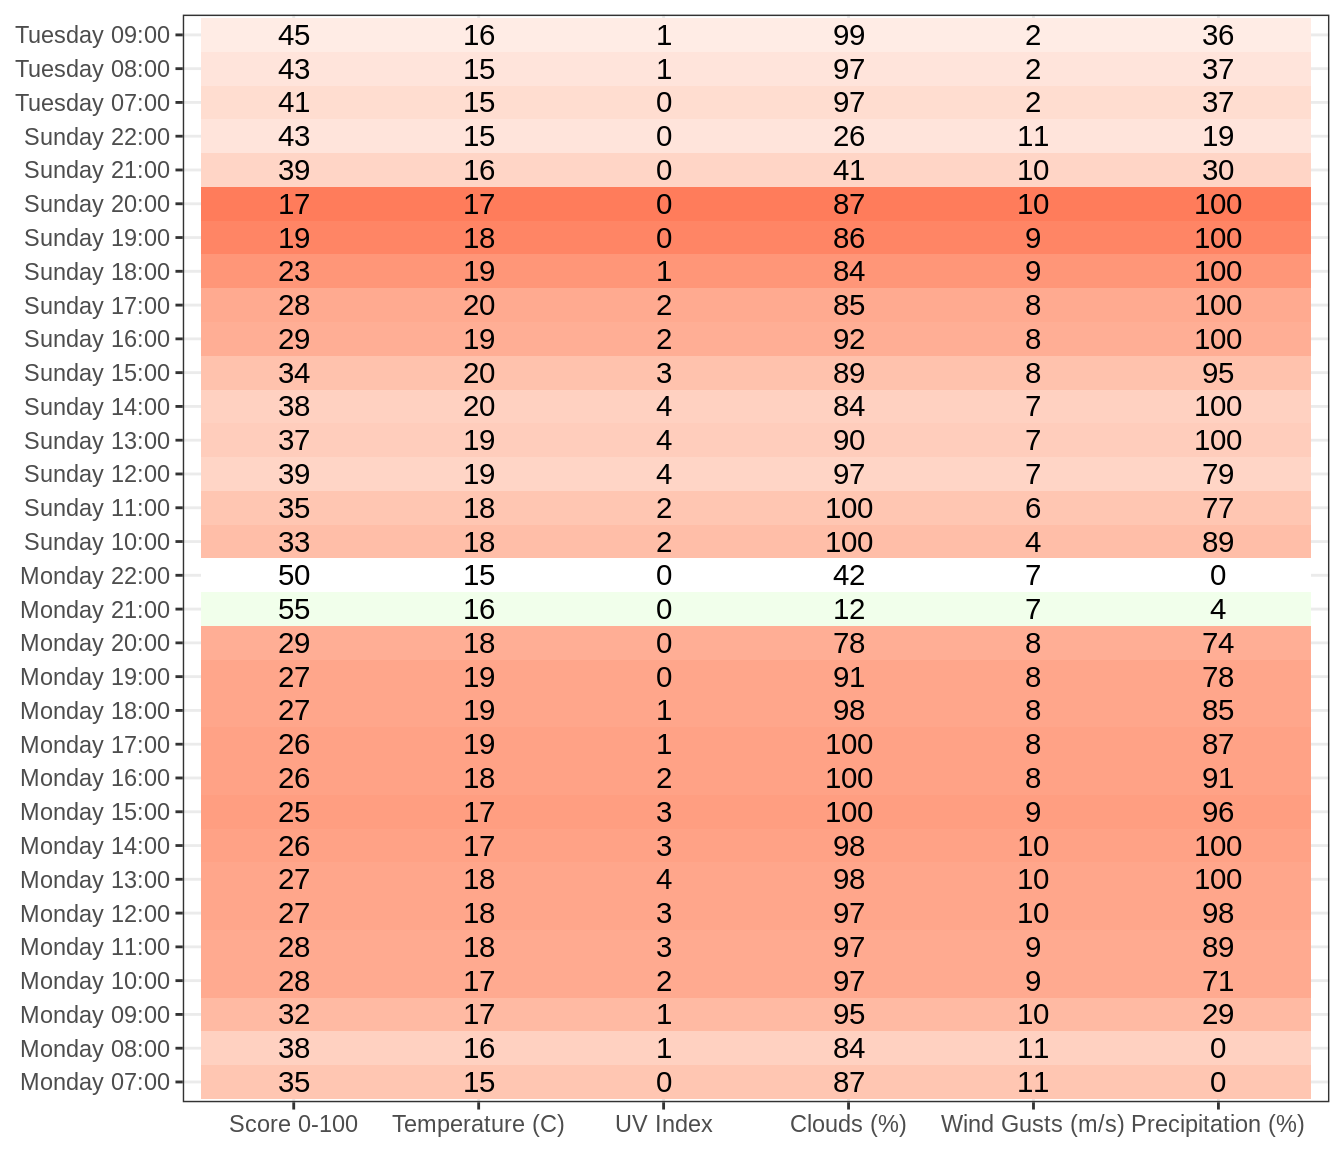 Tuesday 09:00 45 16 1 99 2 36
Tuesday 08:00 43 15 1 97 2 37
Tuesday 07:00 41 15 0 97 2 37
Sunday 22:00 43 15 0 26 11 19
Sunday 21:00 39 16 0 41 10 30
Sunday 20:00 17 17 0 87 10 100
Sunday 19:00 19 18 0 86 9 100
Sunday 18:00 23 19 1 84 9 100
Sunday 17:00 28 20 2 85 8 100
Sunday 16:00 29 19 2 92 8 100
Sunday 15:00 34 20 3 89 8 95
Sunday 14:00 38 20 4 84 7 100
Sunday 13:00 37 19 4 90 7 100
Sunday 12:00 39 19 4 97 7 79
Sunday 11:00 35 18 2 100 6 77
Sunday 10:00 33 18 2 100 4 89
Monday 22:00 50 15 0 42 7 0
Monday 21:00 55 16 0 12 7 4
Monday 20:00 29 18 0 78 8 74
Monday 19:00 27 19 0 91 8 78
Monday 18:00 27 19 1 98 8 85
Monday 17:00 26 19 1 100 8 87
Monday 16:00 26 18 2 100 8 91
Monday 15:00 25 17 3 100 9 96
Monday 14:00 26 17 3 98 10 100
Monday 13:00 27 18 4 98 10 100
Monday 12:00 27 18 3 97 10 98
Monday 11:00 28 18 3 97 9 89
Monday 10:00 28 17 2 97 9 71
Monday 09:00 32 17 1 95 10 29
Monday 08:00 38 16 1 84 11 0
Monday 07:00 35 15 0 87 11 0
Score 0-100 Temperature (C) UV Index Clouds (%) Wind Gusts (m/s) Precipitation (%)